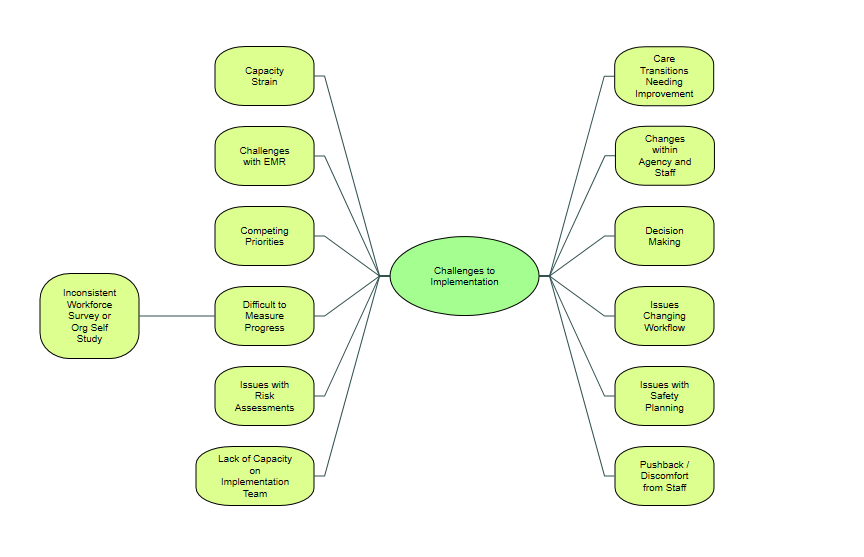 Capacity
Strain
Challenges
with EMR
Competing
Priorities
Inconsistent
Workforce
Survey or
Org Self
Study
Difficult to
Measure
Progress
Issues with
Risk
Assessments
Lack of Capacity
on
Implementation
Team
Challenges to
Implementation
Care
Transitions
Needing
Improvement
Changes
within
Agency and
Staff
Decision
Making
Issues
Changing
Workflow
Issues with
Safety
Planning
Pushback /
Discomfort
from Staff